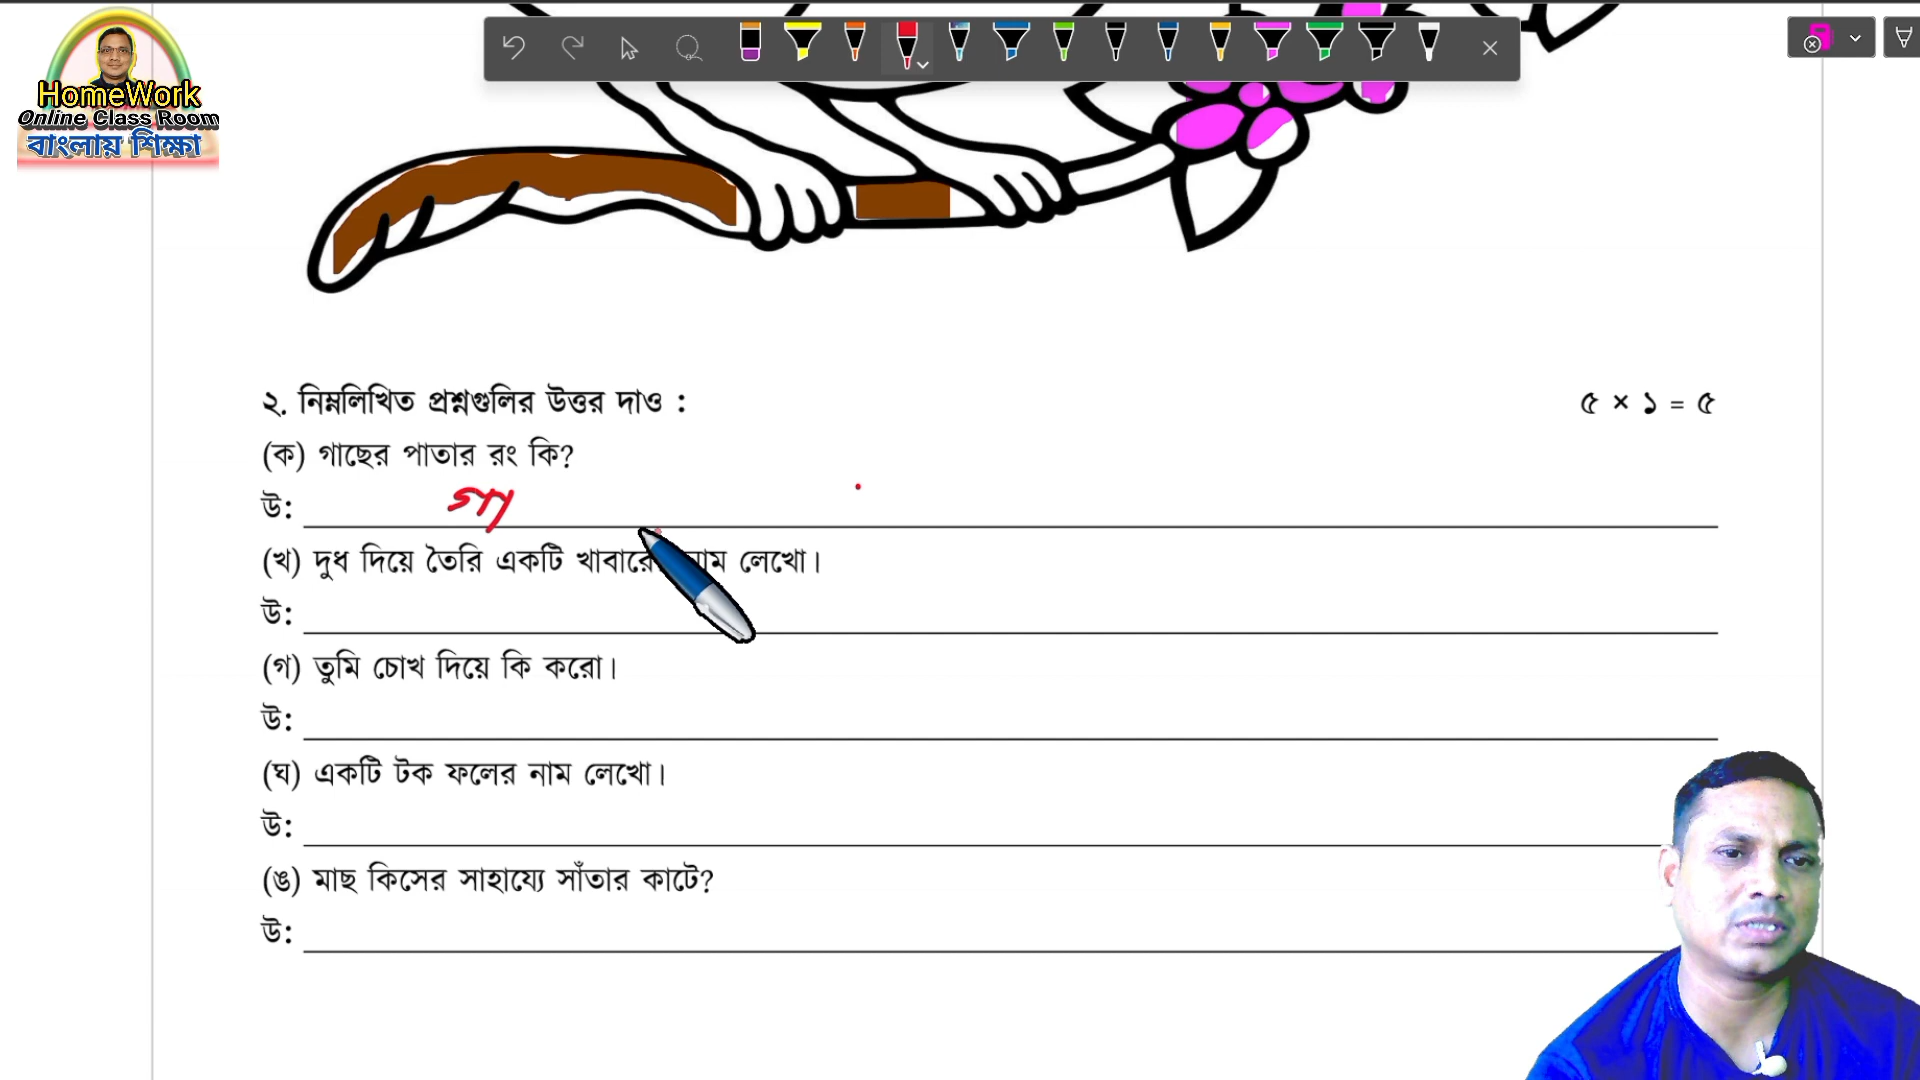 HomeWork
Online Class Room
বাংলায় শিক্ষা
২. নিম্নলিখিত প্রশ্নগুলির উত্তর দাও : ৫ × ১ = ৫
(ক) গাছের পাতার রং কি?
উ: গা
(খ) দুধ দিয়ে তৈরি একটি খাবারের নাম লেখো।
উ:
(গ) তুমি চোখ দিয়ে কি করো।
উ:
(ঘ) একটি টক ফলের নাম লেখো।
উ:
(ঙ) মাছ কিসের সাহায্যে সাঁতার কাটে?
উ: